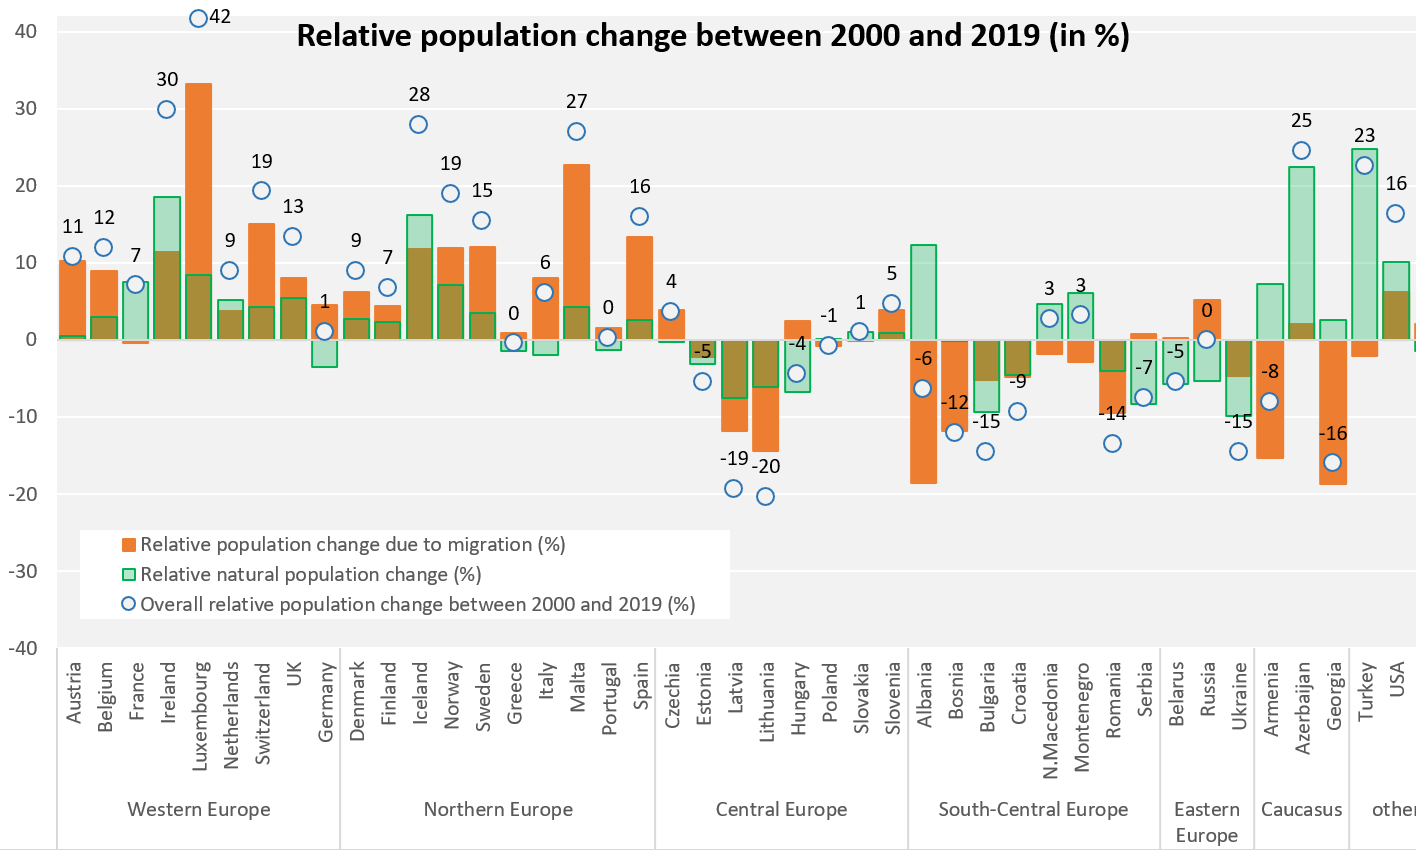 Relative population change between 2000 and 2019 (in %)
40
30
20
10
0
-10
-20
-30
-40
11
12
7
30
42
9
19
13
1
9
7
28
19
15
0
6
27
0
16
4
-5
-19
-20
-4
-1
1
5
-6
-12
-15
-9
3
3
-14
-7
-5
0
-15
-8
25
-16
23
16
Relative population change due to migration (%)
Relative natural population change (%)
Overall relative population change between 2000 and 2019 (%)
Austria
Belgium
France
Ireland
Luxembourg
Netherlands
Switzerland
UK
Germany
Denmark
Finland
Iceland
Norway
Sweden
Greece
Italy
Malta
Portugal
Spain
Czechia
Estonia
Latvia
Lithuania
Hungary
Poland
Slovakia
Slovenia
Albania
Bosnia
Bulgaria
Croatia
N.Macedonia
Montenegro
Romania
Serbia
Belarus
Russia
Ukraine
Armenia
Azerbaijan
Georgia
Turkey
USA
Western Europe
Northern Europe
Central Europe
South-Central Europe
Eastern
Europe
Caucasus
other